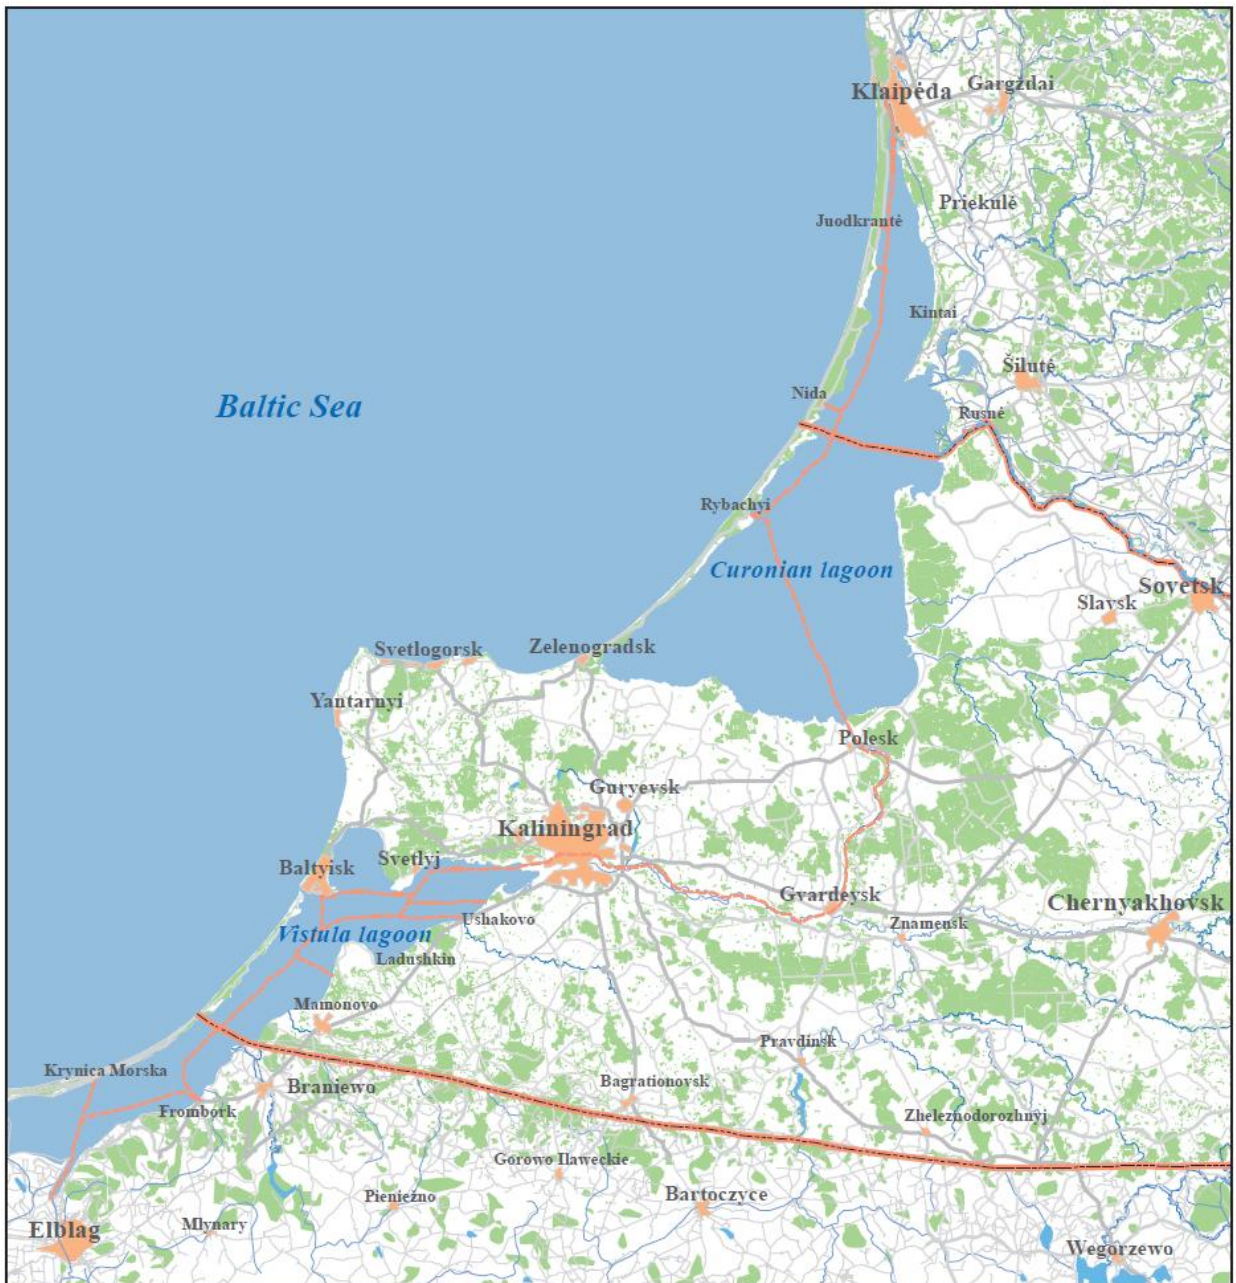 Klaipėda
Gargždai
Priekulė
Juodkrantė
Kintai
Šilutė
Nida
Baltic Sea
Rusnė
Rybachyi
Curonian lagoon
Sovetsk
Slavsk
Svetlogorsk
Zelenogradsk
Yantarnyi
Polesk
Guryevsk
Kaliningrad
Svetlyj
Baltyisk
Gvardeysk
Chernyakhovsk
Ushakovo
Znamensk
Vistula lagoon
Ladushkin
Mamonovo
Pravdinsk
Krynica Morska
Bagrationovsk
Braniewo
Frombork
Zheleznodorozhnyj
Gorowo Ilaweckie
Pieniezno
Bartoczyce
Mlynary
Elblag
Wegorzewo